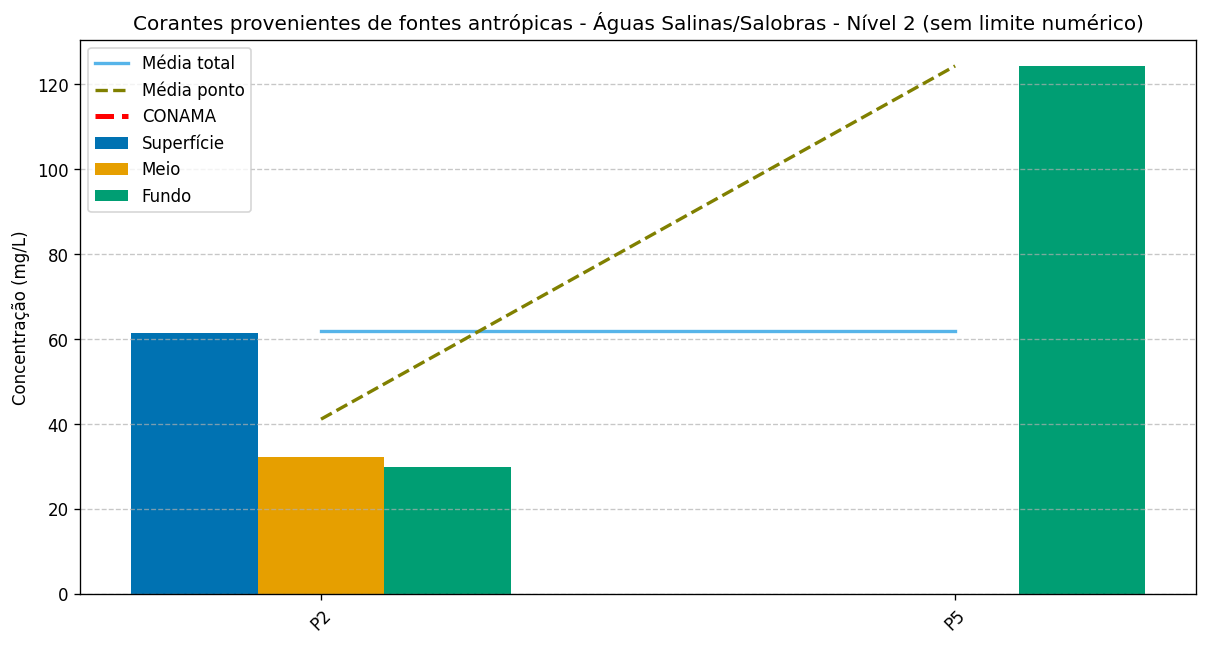 Corantes provenientes de fontes antrópicas - Águas Salinas/Salobras - Nível 2 (sem limite numérico)
Média total
Média ponto
CONAMA
Superfície
Meio
Fundo
Concentração (mg/L)
120
100
80
60
40
20
0
P2
P5